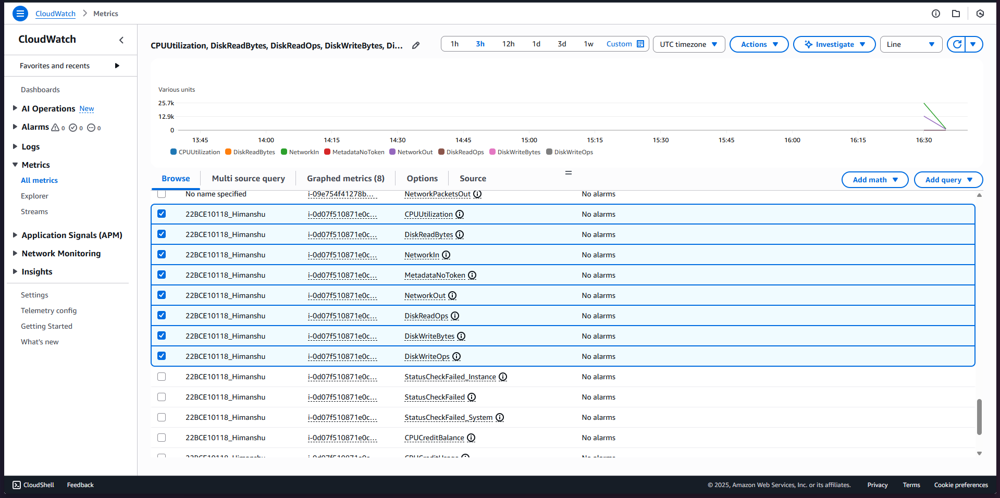 CloudWatch > Metrics
CloudWatch
Favorites and recents
Dashboards
AI Operations New
Alarms 0 0 0
Logs
Metrics
All metrics
Explorer
Streams
Application Signals (APM)
Network Monitoring
Insights
Settings
Telemetry config
Getting Started
What's new
CPUUtilization, DiskReadBytes, DiskReadOps, DiskWriteBytes, Di...
1h 3h 12h 1d 3d 1w Custom
UTC timezone
Actions
Investigate
Line
Various units
25.7k
12.9k
0
13:45 14:00 14:15 14:30 14:45 15:00 15:15 15:30 15:45 16:00 16:15 16:30
CPUUtilization DiskReadBytes NetworkIn MetadataNoToken NetworkOut DiskReadOps DiskWriteBytes DiskWriteOps
Browse Multi source query Graphed metrics (8) Options Source
Add math Add query
No name specified i-09e754f41278b... NetworkPacketsOut No alarms
22BCE10118_Himanshu i-0d07f510871e0c... CPUUtilization No alarms
22BCE10118_Himanshu i-0d07f510871e0c... DiskReadBytes No alarms
22BCE10118_Himanshu i-0d07f510871e0c... NetworkIn No alarms
22BCE10118_Himanshu i-0d07f510871e0c... MetadataNoToken No alarms
22BCE10118_Himanshu i-0d07f510871e0c... NetworkOut No alarms
22BCE10118_Himanshu i-0d07f510871e0c... DiskReadOps No alarms
22BCE10118_Himanshu i-0d07f510871e0c... DiskWriteBytes No alarms
22BCE10118_Himanshu i-0d07f510871e0c... DiskWriteOps No alarms
22BCE10118_Himanshu i-0d07f510871e0c... StatusCheckFailed_Instance No alarms
22BCE10118_Himanshu i-0d07f510871e0c... StatusCheckFailed No alarms
22BCE10118_Himanshu i-0d07f510871e0c... StatusCheckFailed_System No alarms
22BCE10118_Himanshu i-0d07f510871e0c... CPUCreditBalance No alarms
22BCE10118_Himanshu i-0d07f510871e0c... CPUCreditUsage No alarms
CloudShell Feedback
© 2025, Amazon Web Services, Inc. or its affiliates. Privacy Terms Cookie preferences